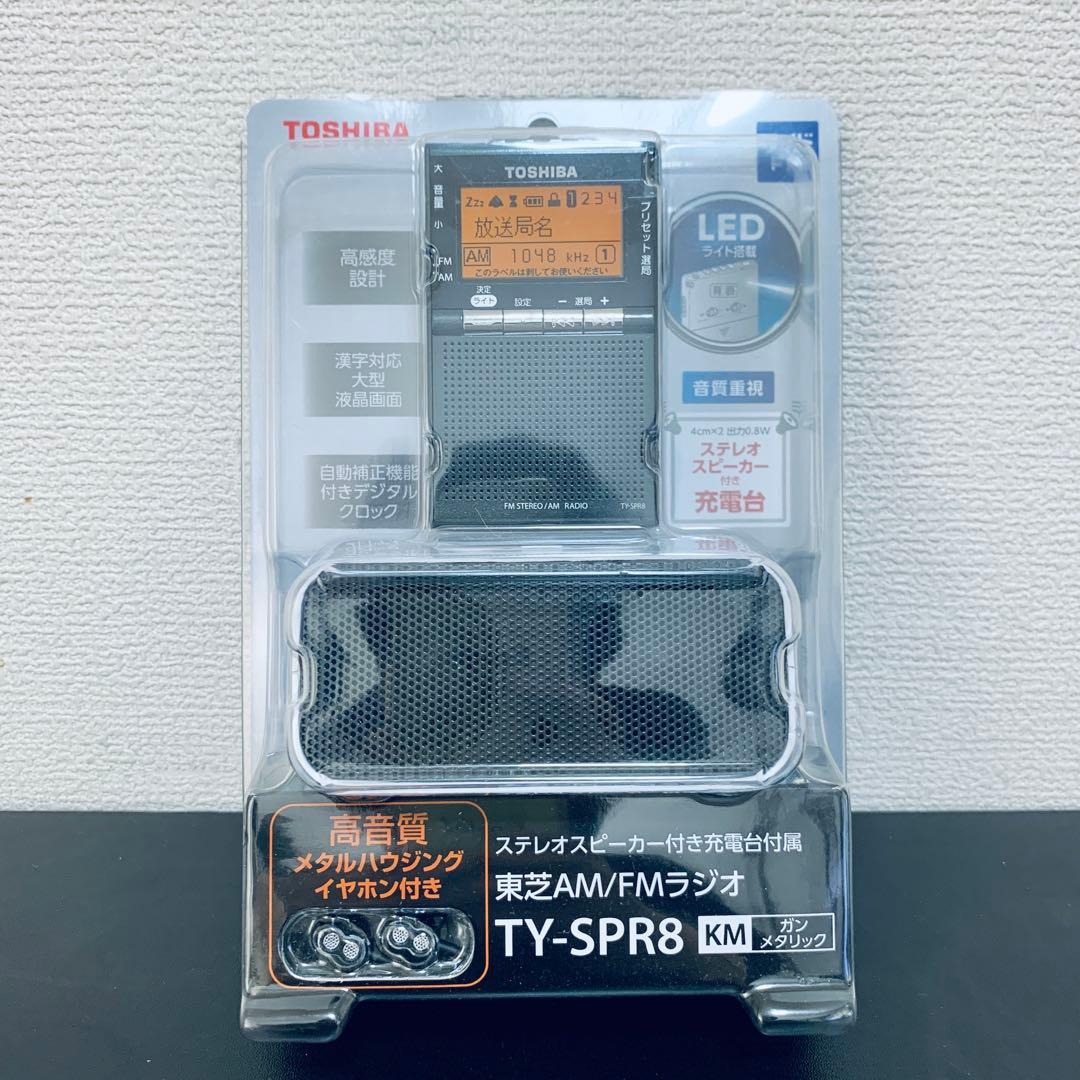 TOSHIBA
TOSHIBA
大
音量
小
FM
AM
Zzz 1 2 3 4
放送局名
AM 1048 kHz 1
このラベルは剥してお使いください
プリセット選局
決定
ライト
設定
− 選局 +
FM STEREO/AM RADIO
TY-SPR8
高感度
設計
漢字対応
大型
液晶画面
自動補正機能
付きデジタル
クロック
LED
ライト搭載
背面
音質重視
4cm×2 出力0.8W
ステレオ
スピーカー
付き
充電台
高音質
メタルハウジング
イヤホン付き
ステレオスピーカー付き充電台付属
東芝AM/FMラジオ
TY-SPR8 KM ガン
メタリック